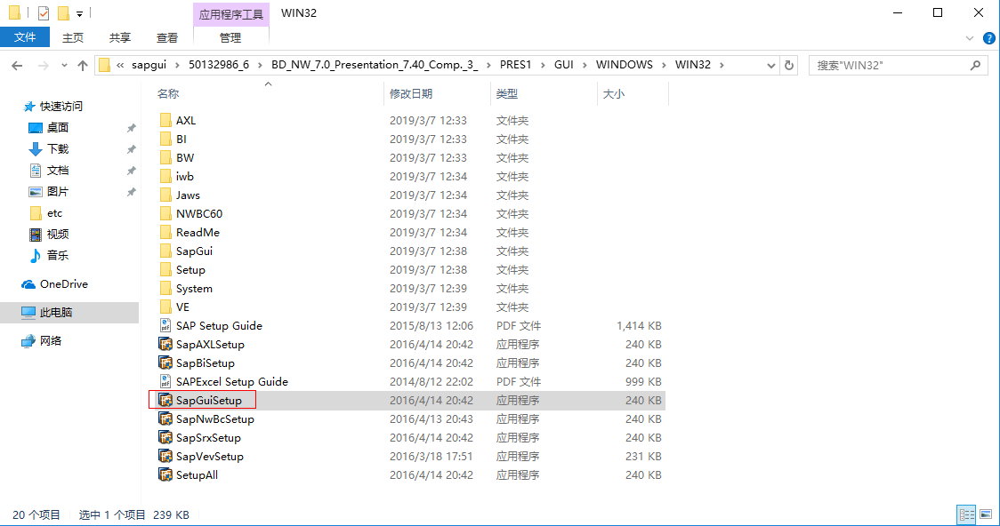 应用程序工具 WIN32
文件 主页 共享 查看 管理
« sapgui › 50132986_6 › BD_NW_7.0_Presentation_7.40_Comp._3_ › PRES1 › GUI › WINDOWS › WIN32 › 搜索"WIN32"
快速访问
桌面
下载
文档
图片
etc
视频
音乐
OneDrive
此电脑
网络
名称 修改日期 类型 大小
AXL 2019/3/7 12:33 文件夹
BI 2019/3/7 12:33 文件夹
BW 2019/3/7 12:33 文件夹
iwb 2019/3/7 12:34 文件夹
Jaws 2019/3/7 12:34 文件夹
NWBC60 2019/3/7 12:34 文件夹
ReadMe 2019/3/7 12:34 文件夹
SapGui 2019/3/7 12:38 文件夹
Setup 2019/3/7 12:38 文件夹
System 2019/3/7 12:39 文件夹
VE 2019/3/7 12:39 文件夹
SAP Setup Guide 2015/8/13 12:06 PDF 文件 1,414 KB
SapAXLSetup 2016/4/14 20:42 应用程序 240 KB
SapBiSetup 2016/4/14 20:42 应用程序 240 KB
SAPExcel Setup Guide 2014/8/12 22:02 PDF 文件 999 KB
SapGuiSetup 2016/4/14 20:42 应用程序 240 KB
SapNwBcSetup 2016/4/13 20:43 应用程序 240 KB
SapSrxSetup 2016/4/14 20:42 应用程序 240 KB
SapVevSetup 2016/3/18 17:51 应用程序 231 KB
SetupAll 2016/4/14 20:42 应用程序 240 KB
20 个项目 选中 1 个项目 239 KB